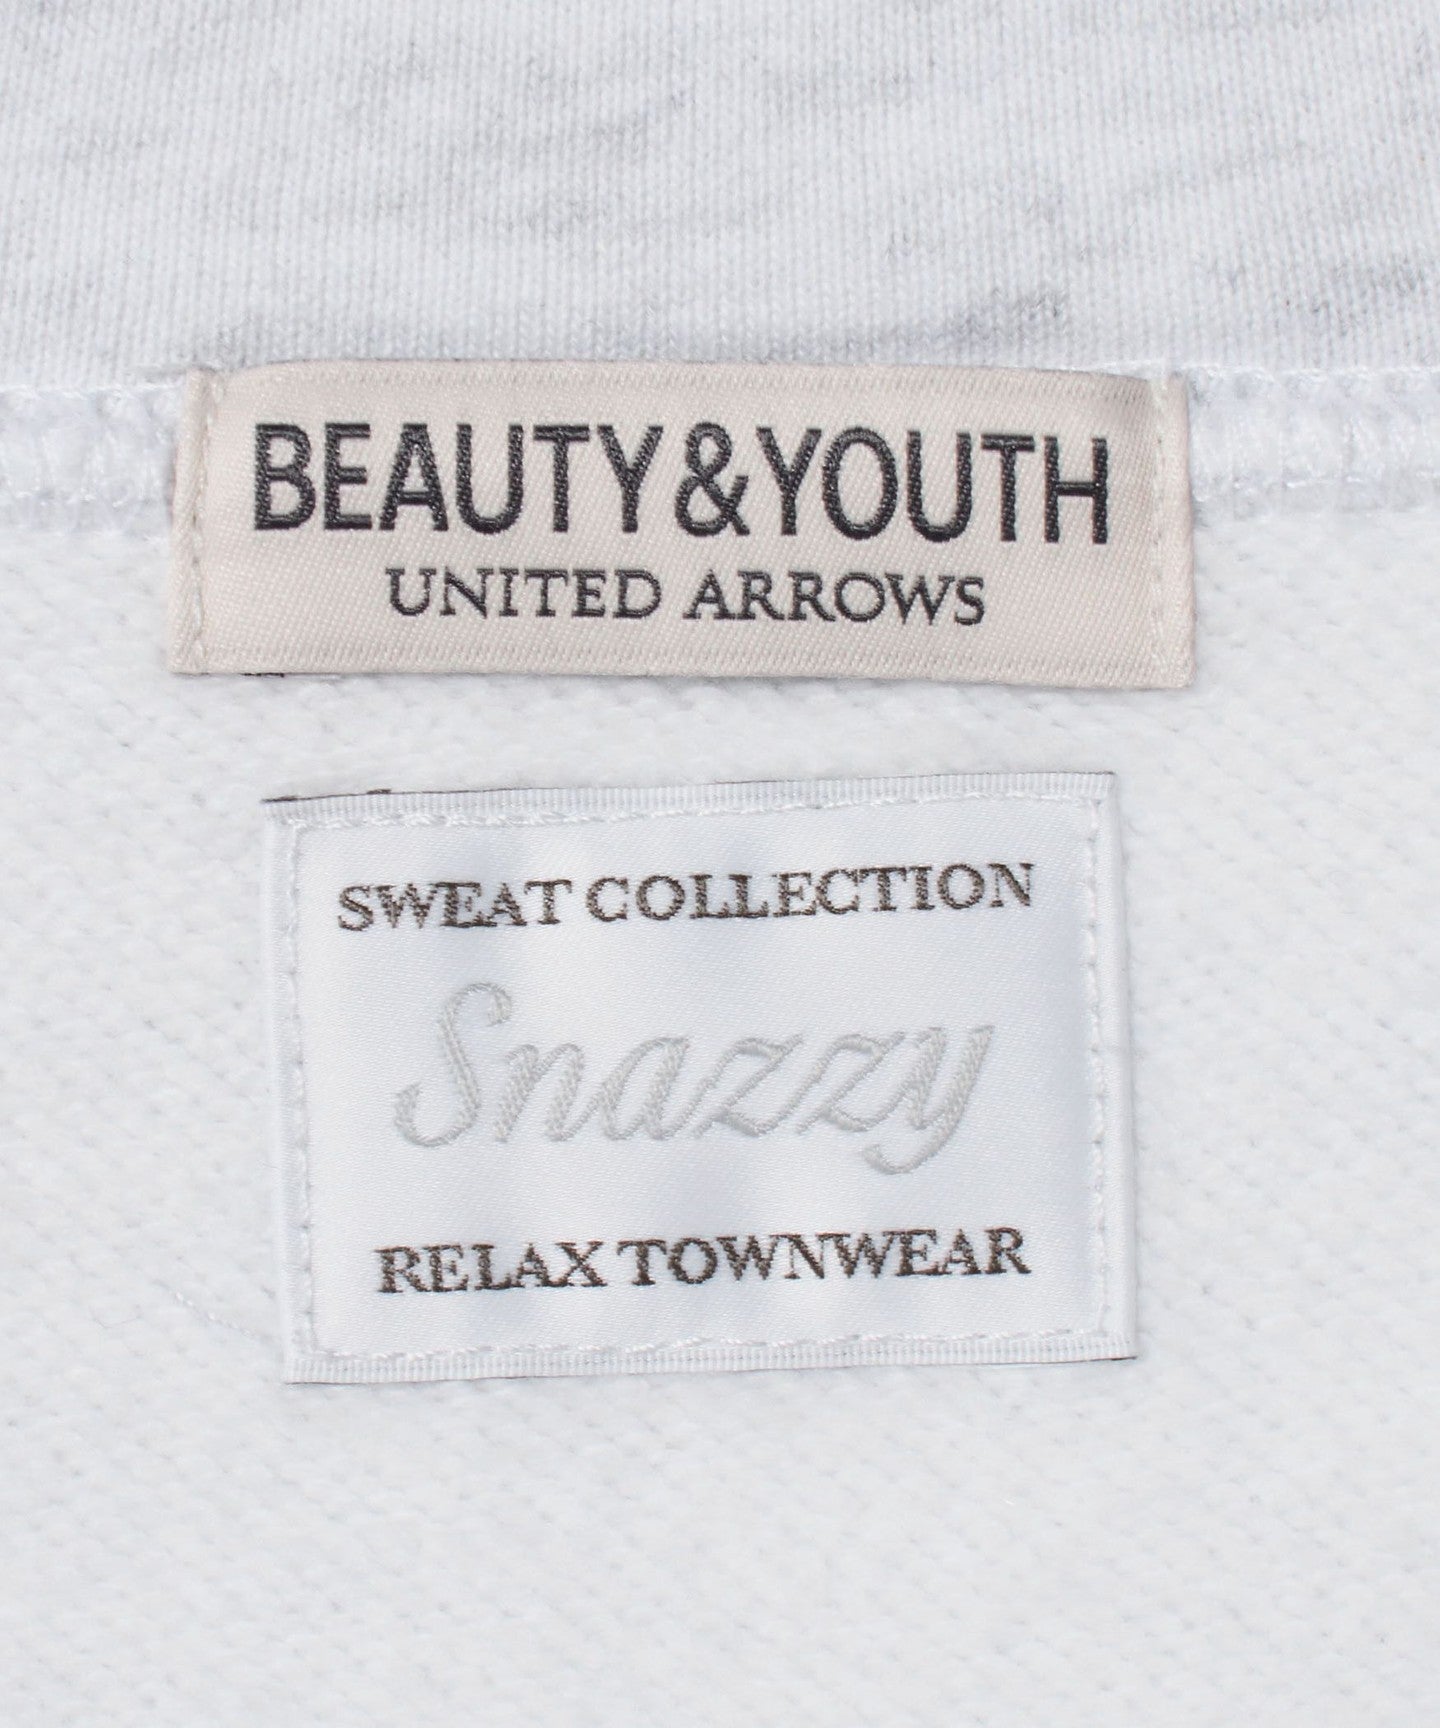 BEAUTY&YOUTH
UNITED ARROWS
SWEAT COLLECTION
Snazzy
RELAX TOWNWEAR